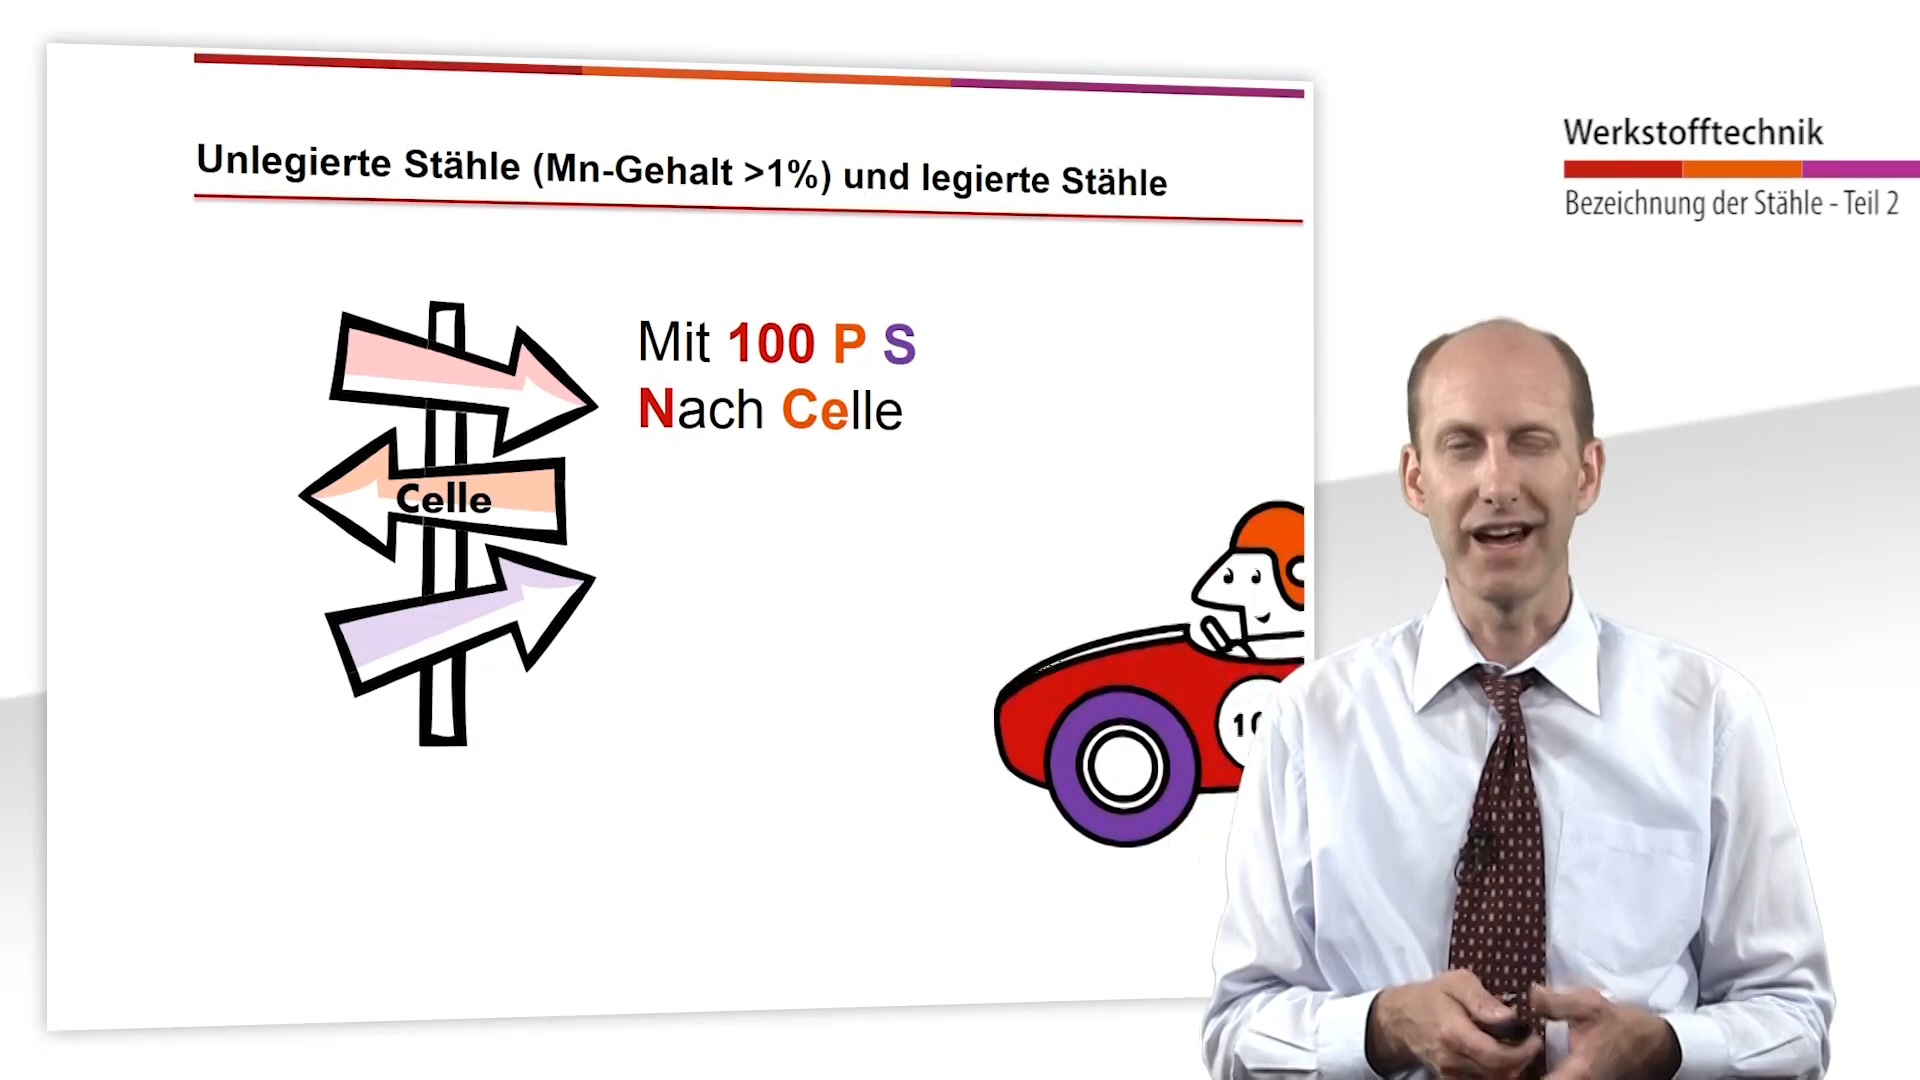 Unlegierte Stähle (Mn-Gehalt >1%) und legierte Stähle
Mit 100 P S
Nach Celle
Celle
10
Werkstofftechnik
Bezeichnung der Stähle - Teil 2